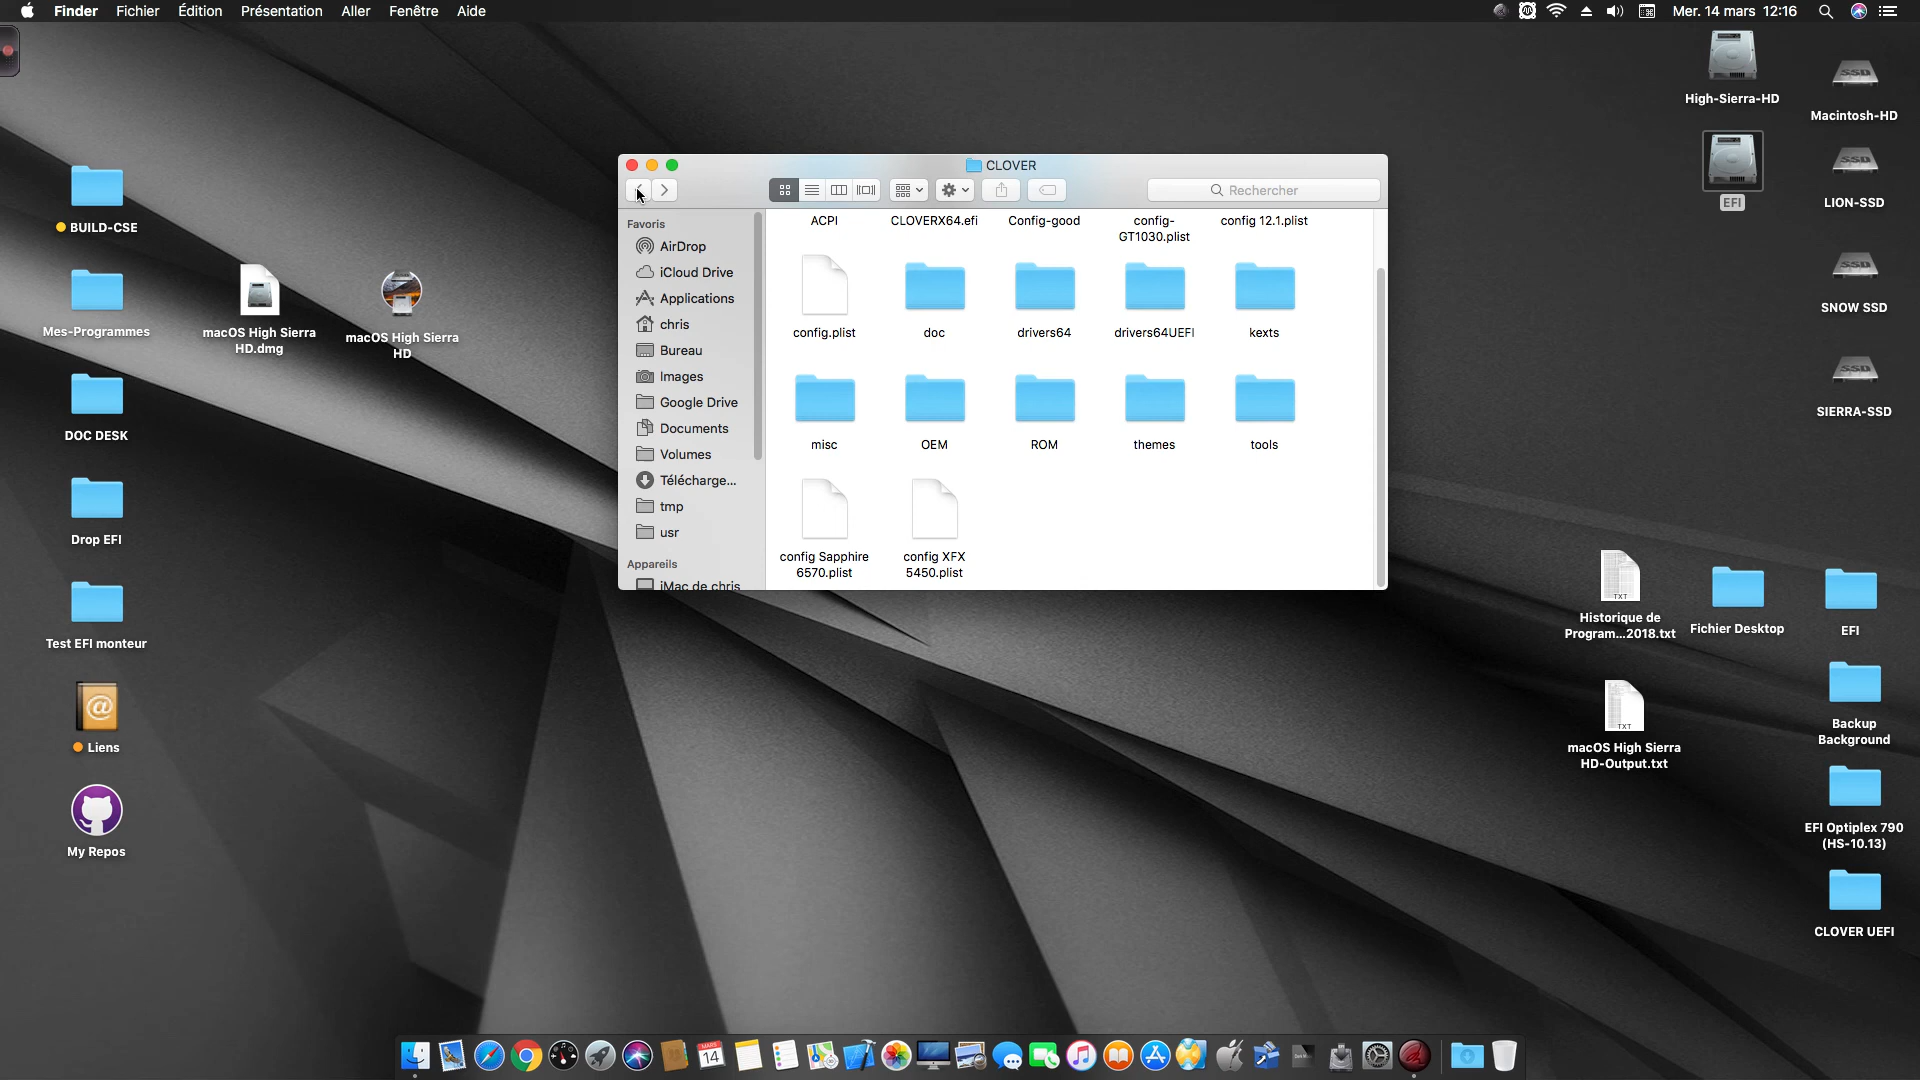 Finder Fichier Édition Présentation Aller Fenêtre Aide
Mer. 14 mars 12:16
High-Sierra-HD
Macintosh-HD
EFI
LION-SSD
SNOW SSD
SIERRA-SSD
BUILD-CSE
Mes-Programmes
macOS High Sierra
HD.dmg
macOS High Sierra
HD
DOC DESK
Drop EFI
Test EFI monteur
@
Liens
My Repos
CLOVER
Rechercher
Favoris
AirDrop
iCloud Drive
Applications
chris
Bureau
Images
Google Drive
Documents
Volumes
Télécharge...
tmp
usr
Appareils
iMac de chris
ACPI
CLOVERX64.efi
Config-good
config-
GT1030.plist
config 12.1.plist
config.plist
doc
drivers64
drivers64UEFI
kexts
misc
OEM
ROM
themes
tools
config Sapphire
6570.plist
config XFX
5450.plist
TXT
Historique de
Program...2018.txt
Fichier Desktop
EFI
TXT
macOS High Sierra
HD-Output.txt
Backup
Background
EFI Optiplex 790
(HS-10.13)
CLOVER UEFI
MARS
14